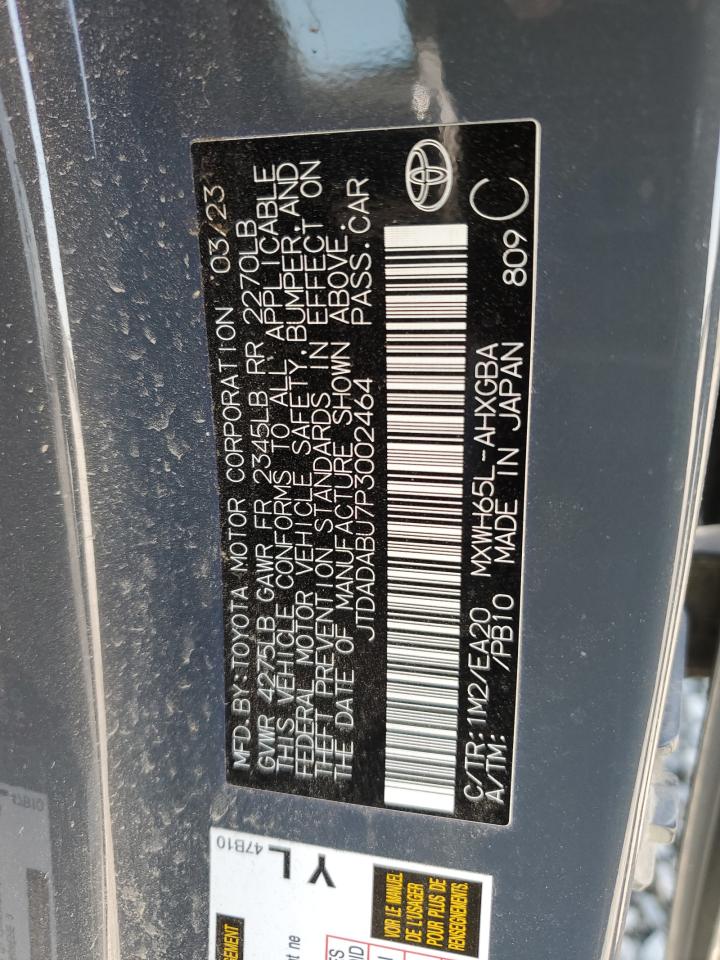 MFD.BY:TOYOTA MOTOR CORPORATION 03/23
GVWR 4275LB GAWR FR 2345LB RR 2270LB
THIS VEHICLE CONFORMS TO ALL APPLICABLE
FEDERAL MOTOR VEHICLE SAFETY,BUMPER,AND
THEFT PREVENTION STANDARDS IN EFFECT ON
THE DATE OF MANUFACTURE SHOWN ABOVE.
JTDADABU7P3002464 PASS.CAR
C/TR:1M2/EA20 MXWH65L-AHXGBA 809
A/TM: /PB10 MADE IN JAPAN C
47B10
YL
VOIR LE MANUEL
DE L'USAGER
POUR PLUS DE
RENSEIGNEMENTS.